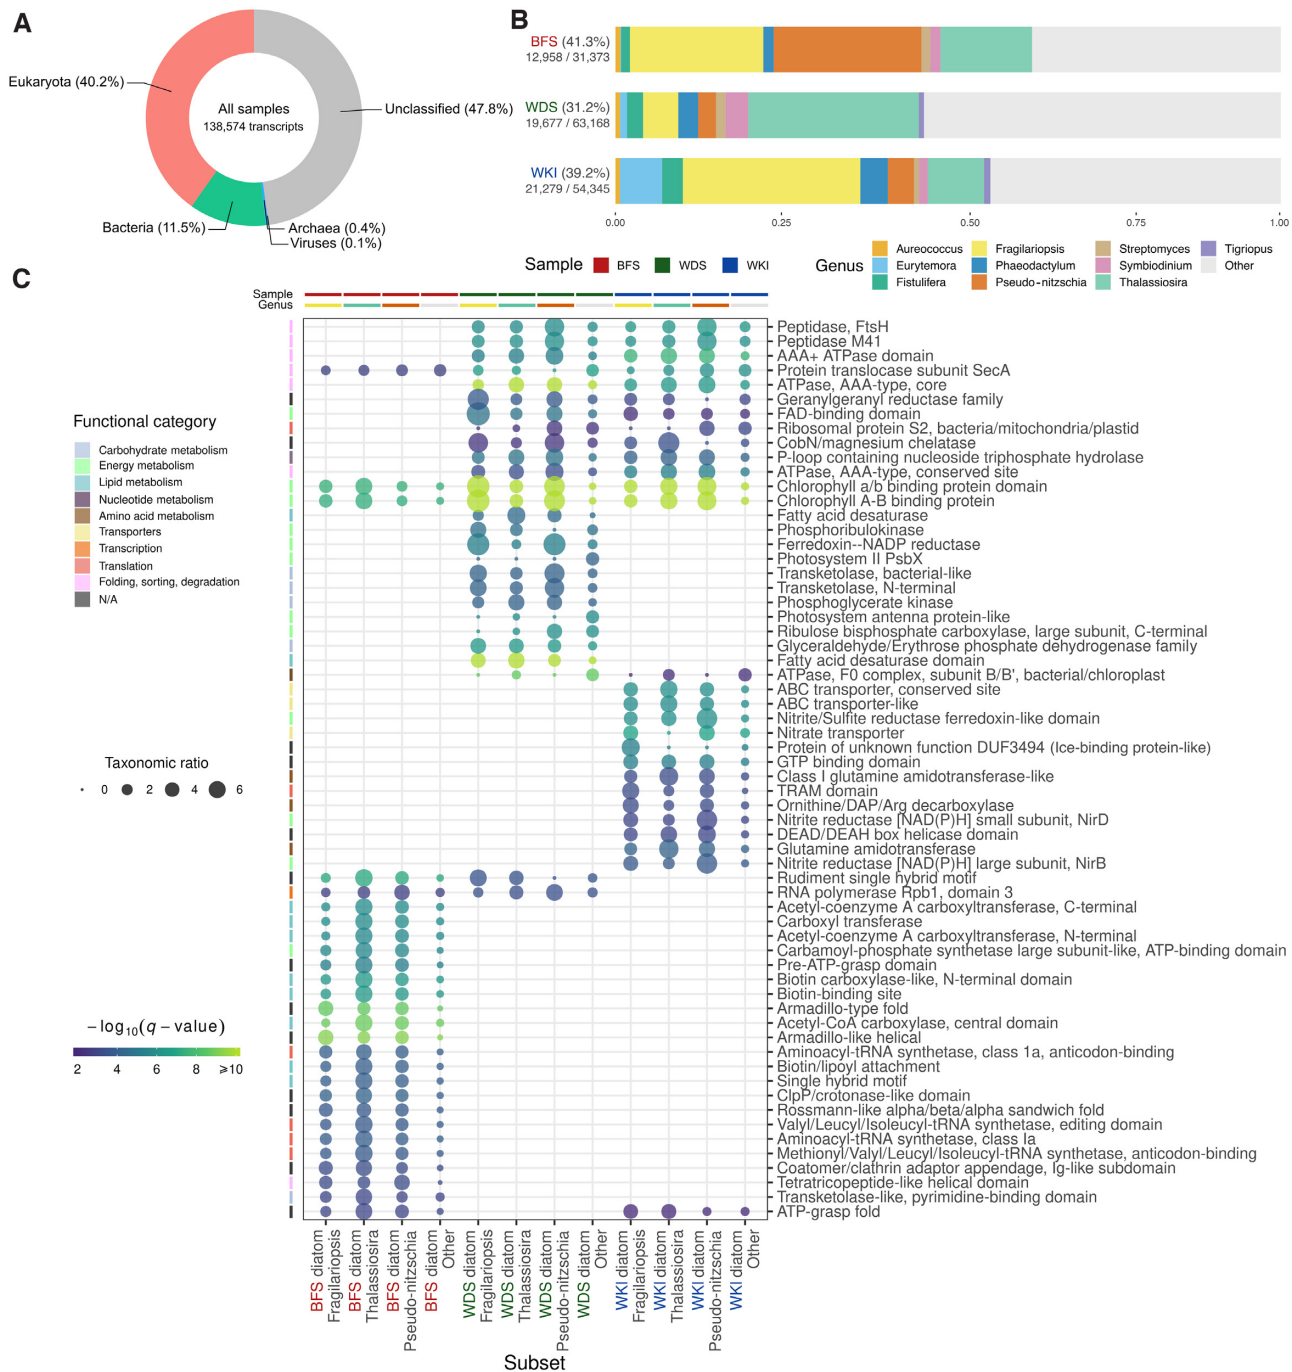 A
Eukaryota (40.2%)
All samples
138,574 transcripts
Unclassified (47.8%)
Bacteria (11.5%)
Archaea (0.4%)
Viruses (0.1%)
B
BFS (41.3%)
12,958 / 31,373
WDS (31.2%)
19,677 / 63,168
WKI (39.2%)
21,279 / 54,345
0.00 0.25 0.50 0.75 1.00
Sample BFS WDS WKI
Genus
Aureococcus Fragilariopsis Streptomyces Tigriopus
Eurytemora Phaeodactylum Symbiodinium Other
Fistulifera Pseudo-nitzschia Thalassiosira
C
Sample
Genus
Functional category
Carbohydrate metabolism
Energy metabolism
Lipid metabolism
Nucleotide metabolism
Amino acid metabolism
Transporters
Transcription
Translation
Folding, sorting, degradation
N/A
Taxonomic ratio
0 2 4 6
−log10(q − value)
2 4 6 8 ⩾10
Peptidase, FtsH
Peptidase M41
AAA+ ATPase domain
Protein translocase subunit SecA
ATPase, AAA-type, core
Geranylgeranyl reductase family
FAD-binding domain
Ribosomal protein S2, bacteria/mitochondria/plastid
CobN/magnesium chelatase
P-loop containing nucleoside triphosphate hydrolase
ATPase, AAA-type, conserved site
Chlorophyll a/b binding protein domain
Chlorophyll A-B binding protein
Fatty acid desaturase
Phosphoribulokinase
Ferredoxin--NADP reductase
Photosystem II PsbX
Transketolase, bacterial-like
Transketolase, N-terminal
Phosphoglycerate kinase
Photosystem antenna protein-like
Ribulose bisphosphate carboxylase, large subunit, C-terminal
Glyceraldehyde/Erythrose phosphate dehydrogenase family
Fatty acid desaturase domain
ATPase, F0 complex, subunit B/B', bacterial/chloroplast
ABC transporter, conserved site
ABC transporter-like
Nitrite/Sulfite reductase ferredoxin-like domain
Nitrate transporter
Protein of unknown function DUF3494 (Ice-binding protein-like)
GTP binding domain
Class I glutamine amidotransferase-like
TRAM domain
Ornithine/DAP/Arg decarboxylase
Nitrite reductase [NAD(P)H] small subunit, NirD
DEAD/DEAH box helicase domain
Glutamine amidotransferase
Nitrite reductase [NAD(P)H] large subunit, NirB
Rudiment single hybrid motif
RNA polymerase Rpb1, domain 3
Acetyl-coenzyme A carboxyltransferase, C-terminal
Carboxyl transferase
Acetyl-coenzyme A carboxyltransferase, N-terminal
Carbamoyl-phosphate synthetase large subunit-like, ATP-binding domain
Pre-ATP-grasp domain
Biotin carboxylase-like, N-terminal domain
Biotin-binding site
Armadillo-type fold
Acetyl-CoA carboxylase, central domain
Armadillo-like helical
Aminoacyl-tRNA synthetase, class 1a, anticodon-binding
Biotin/lipoyl attachment
Single hybrid motif
ClpP/crotonase-like domain
Rossmann-like alpha/beta/alpha sandwich fold
Valyl/Leucyl/Isoleucyl-tRNA synthetase, editing domain
Aminoacyl-tRNA synthetase, class Ia
Methionyl/Valyl/Leucyl/Isoleucyl-tRNA synthetase, anticodon-binding
Coatomer/clathrin adaptor appendage, Ig-like subdomain
Tetratricopeptide-like helical domain
Transketolase-like, pyrimidine-binding domain
ATP-grasp fold
BFS diatom
Fragilariopsis
BFS diatom
Thalassiosira
BFS diatom
Pseudo-nitzschia
BFS diatom
Other
WDS diatom
Fragilariopsis
WDS diatom
Thalassiosira
WDS diatom
Pseudo-nitzschia
WDS diatom
Other
WKI diatom
Fragilariopsis
WKI diatom
Thalassiosira
WKI diatom
Pseudo-nitzschia
WKI diatom
Other
Subset